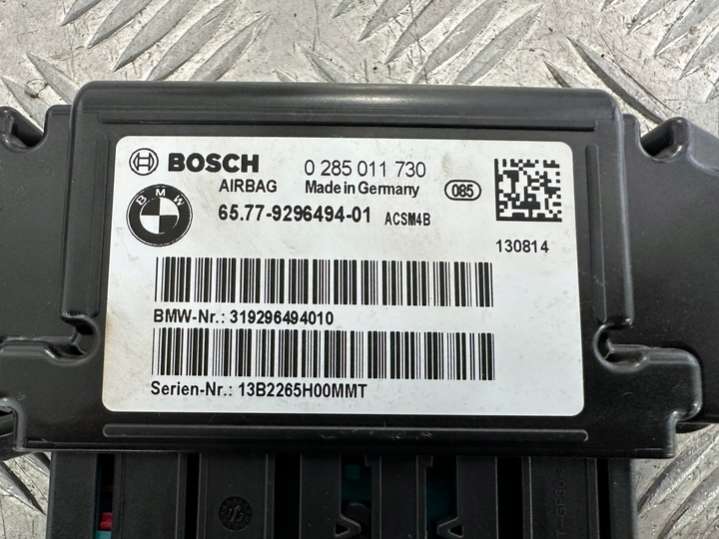 BOSCH 0 285 011 730
AIRBAG Made in Germany 085
BMW 65.77-9296494-01 ACSM4B
130814
BMW-Nr.: 319296494010
Serien-Nr.: 13B2265H00MMT